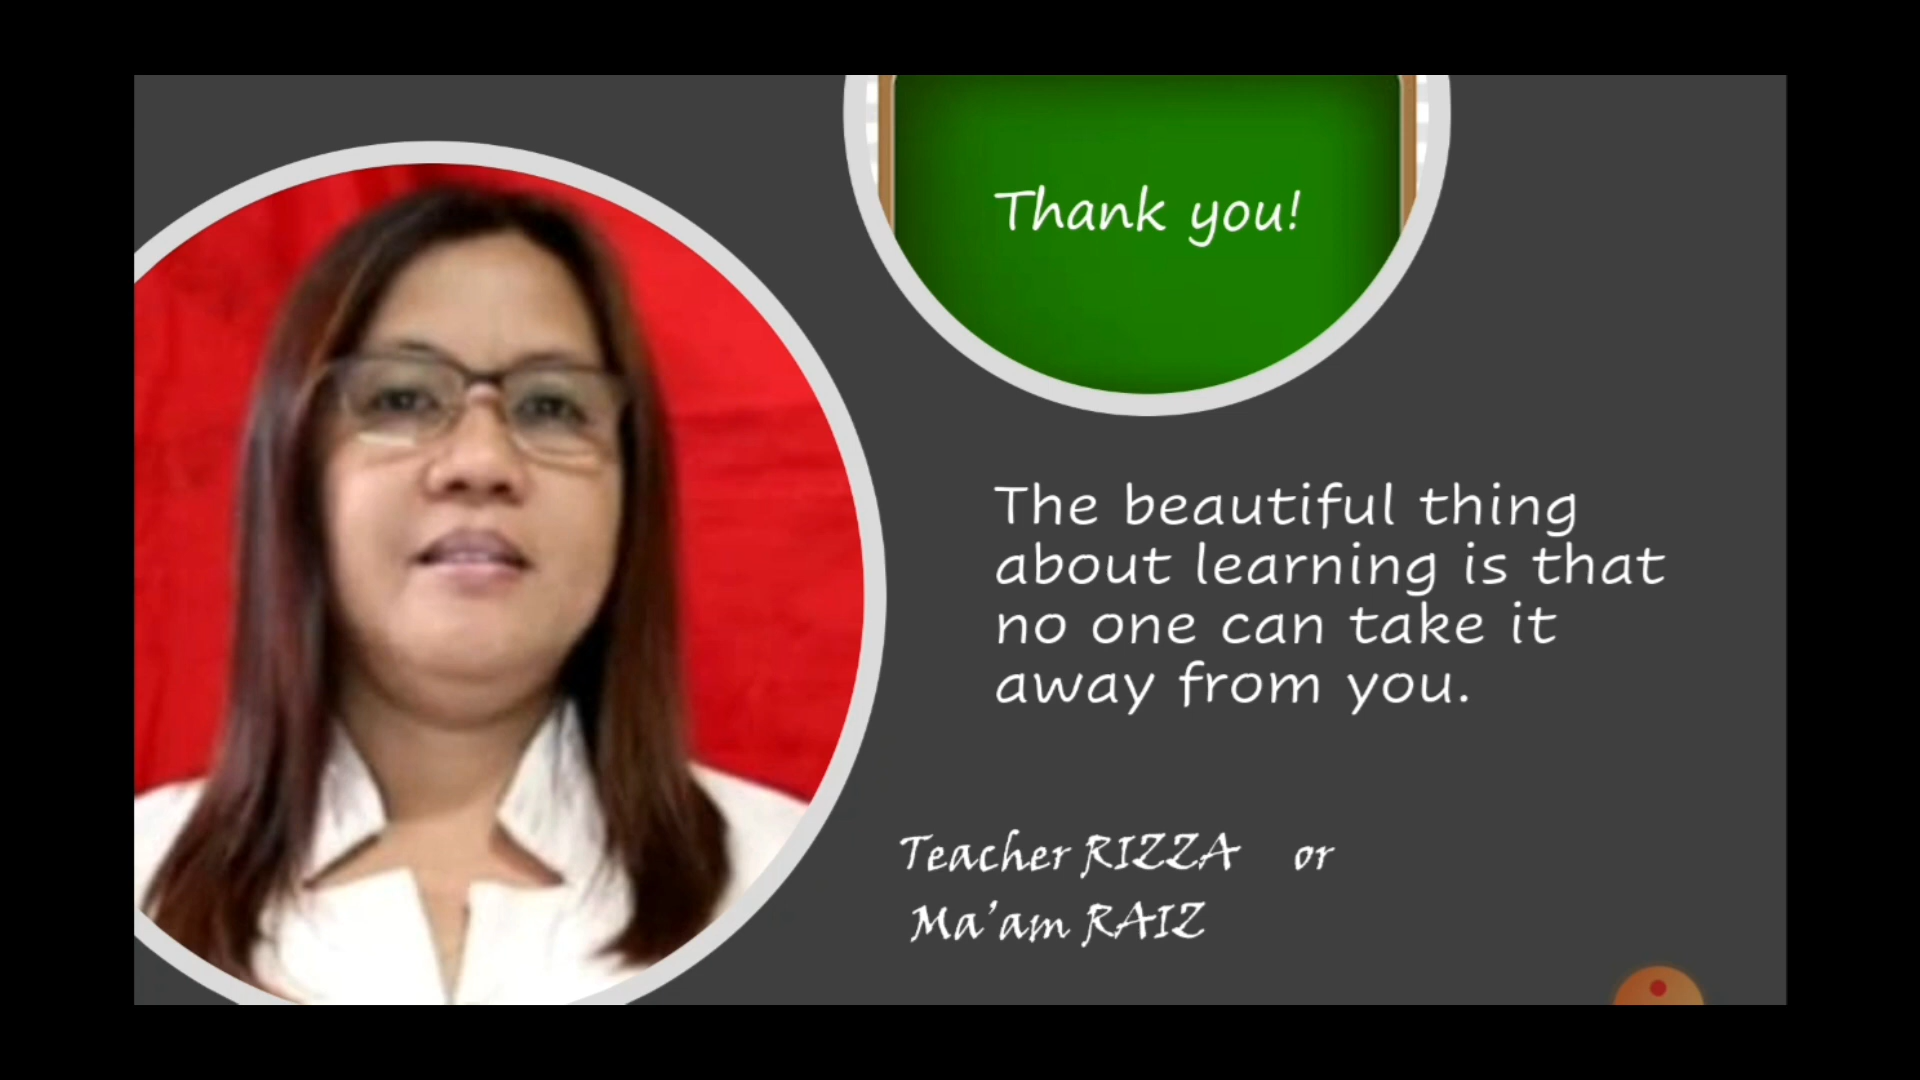 Thank you!
The beautiful thing
about learning is that
no one can take it
away from you.
Teacher RIZZA or
Ma'am RAIZ